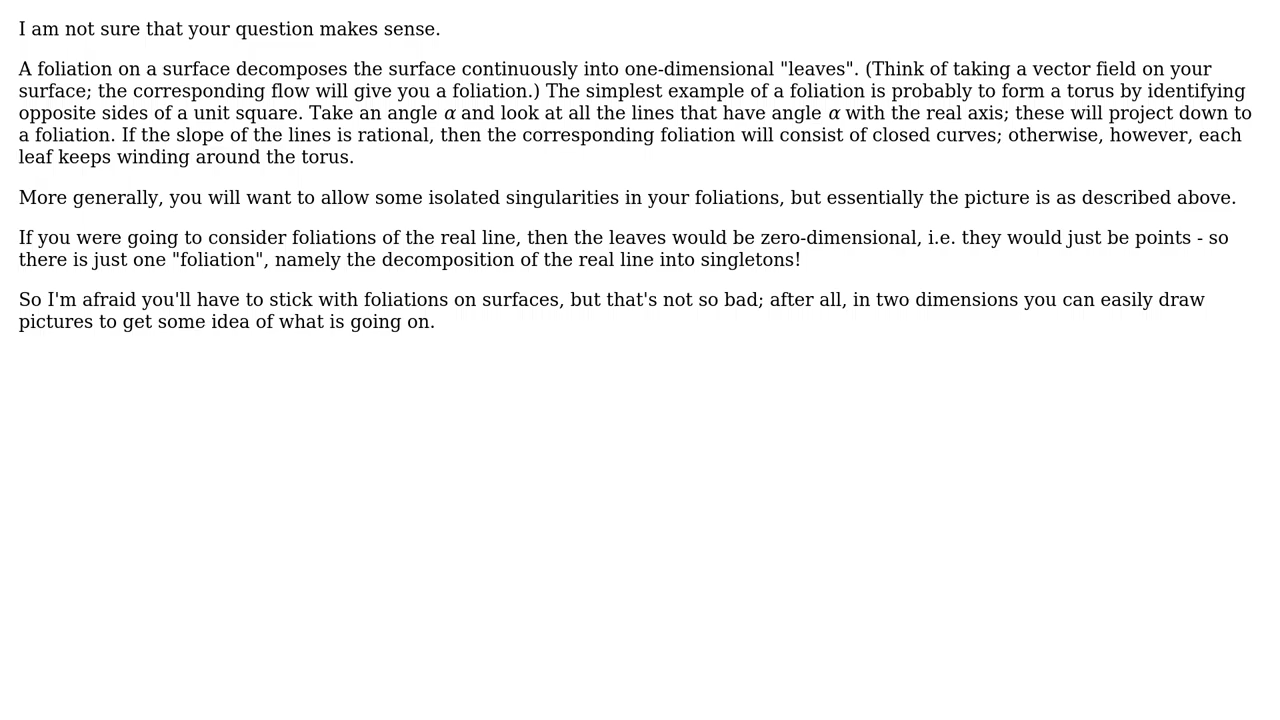 I am not sure that your question makes sense.
A foliation on a surface decomposes the surface continuously into one-dimensional "leaves". (Think of taking a vector field on your
surface; the corresponding flow will give you a foliation.) The simplest example of a foliation is probably to form a torus by identifying
opposite sides of a unit square. Take an angle α and look at all the lines that have angle α with the real axis; these will project down to
a foliation. If the slope of the lines is rational, then the corresponding foliation will consist of closed curves; otherwise, however, each
leaf keeps winding around the torus.
More generally, you will want to allow some isolated singularities in your foliations, but essentially the picture is as described above.
If you were going to consider foliations of the real line, then the leaves would be zero-dimensional, i.e. they would just be points - so
there is just one "foliation", namely the decomposition of the real line into singletons!
So I'm afraid you'll have to stick with foliations on surfaces, but that's not so bad; after all, in two dimensions you can easily draw
pictures to get some idea of what is going on.